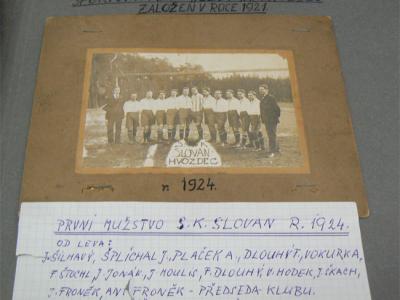 ZALOŽEN V ROCE 1921.
S.K.
SLOVAN
HVOZDEC
1924.
PRVNÍ MUŽSTVO S.K. SLOVAN R. 1924.
OD LEVA:
J. ŠILHAVÝ, ŠPLÍCHAL J., PLAČEK A., DLOUHÝ F., VOKURKA,
F. ŠTOCHL, J. JONÁK, J. MOULIS, F. DLOUHÝ, V. HODEK, J. ŠKACH,
J. FRONĚK, ANT. FRONĚK - PŘEDSEDA KLUBU.